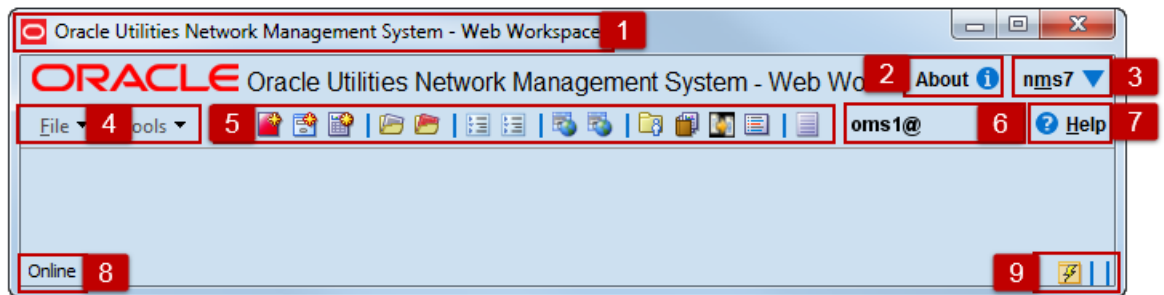 Oracle Utilities Network Management System - Web Workspace 1
ORACLE Oracle Utilities Network Management System - Web Wo 2 About nms7 3
File 4 ools 5 oms1@ 6 Help 7
Online 8 9